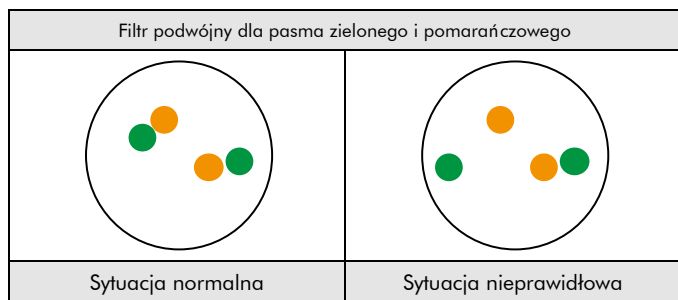 Filtr podwójny dla pasma zielonego i pomarańczowego
Sytuacja normalna
Sytuacja nieprawidłowa